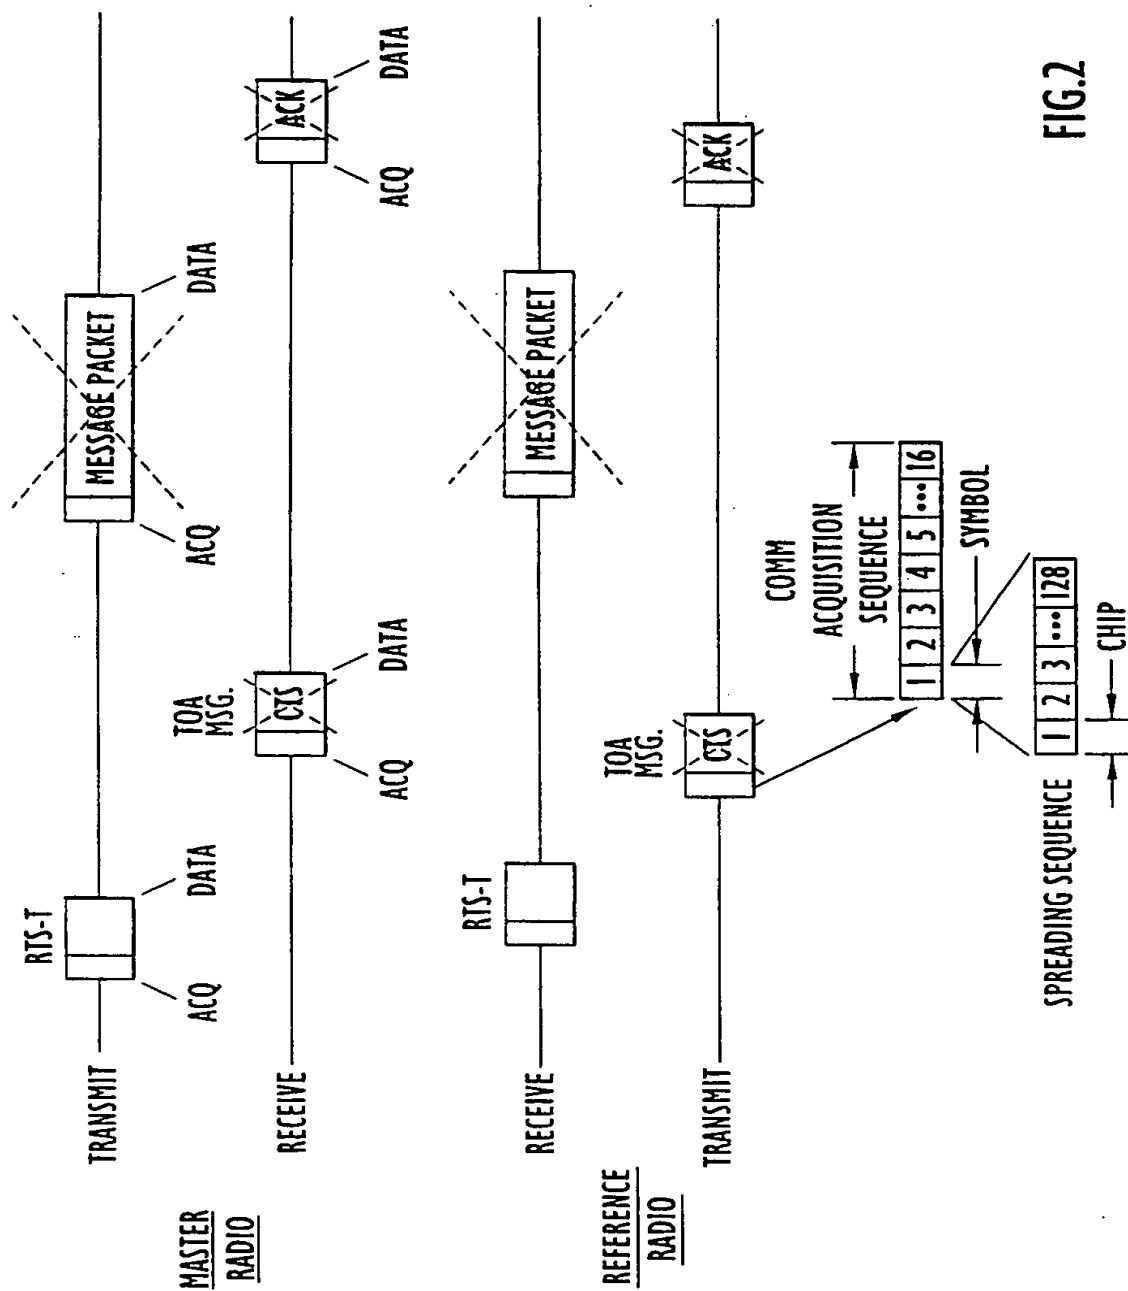 MASTER
RADIO
TRANSMIT
RTS-T
ACQ
DATA
MESSAGE PACKET
ACQ
DATA
RECEIVE
TOA
MSG.
CTS
ACQ
DATA
ACK
ACQ
DATA
REFERENCE
RADIO
RECEIVE
RTS-T
MESSAGE PACKET
TRANSMIT
TOA
MSG.
CTS
ACK
COMM
ACQUISITION
SEQUENCE
1 2 3 4 5 ••• 16
SYMBOL
SPREADING SEQUENCE
1 2 3 ••• 128
CHIP
FIG.2